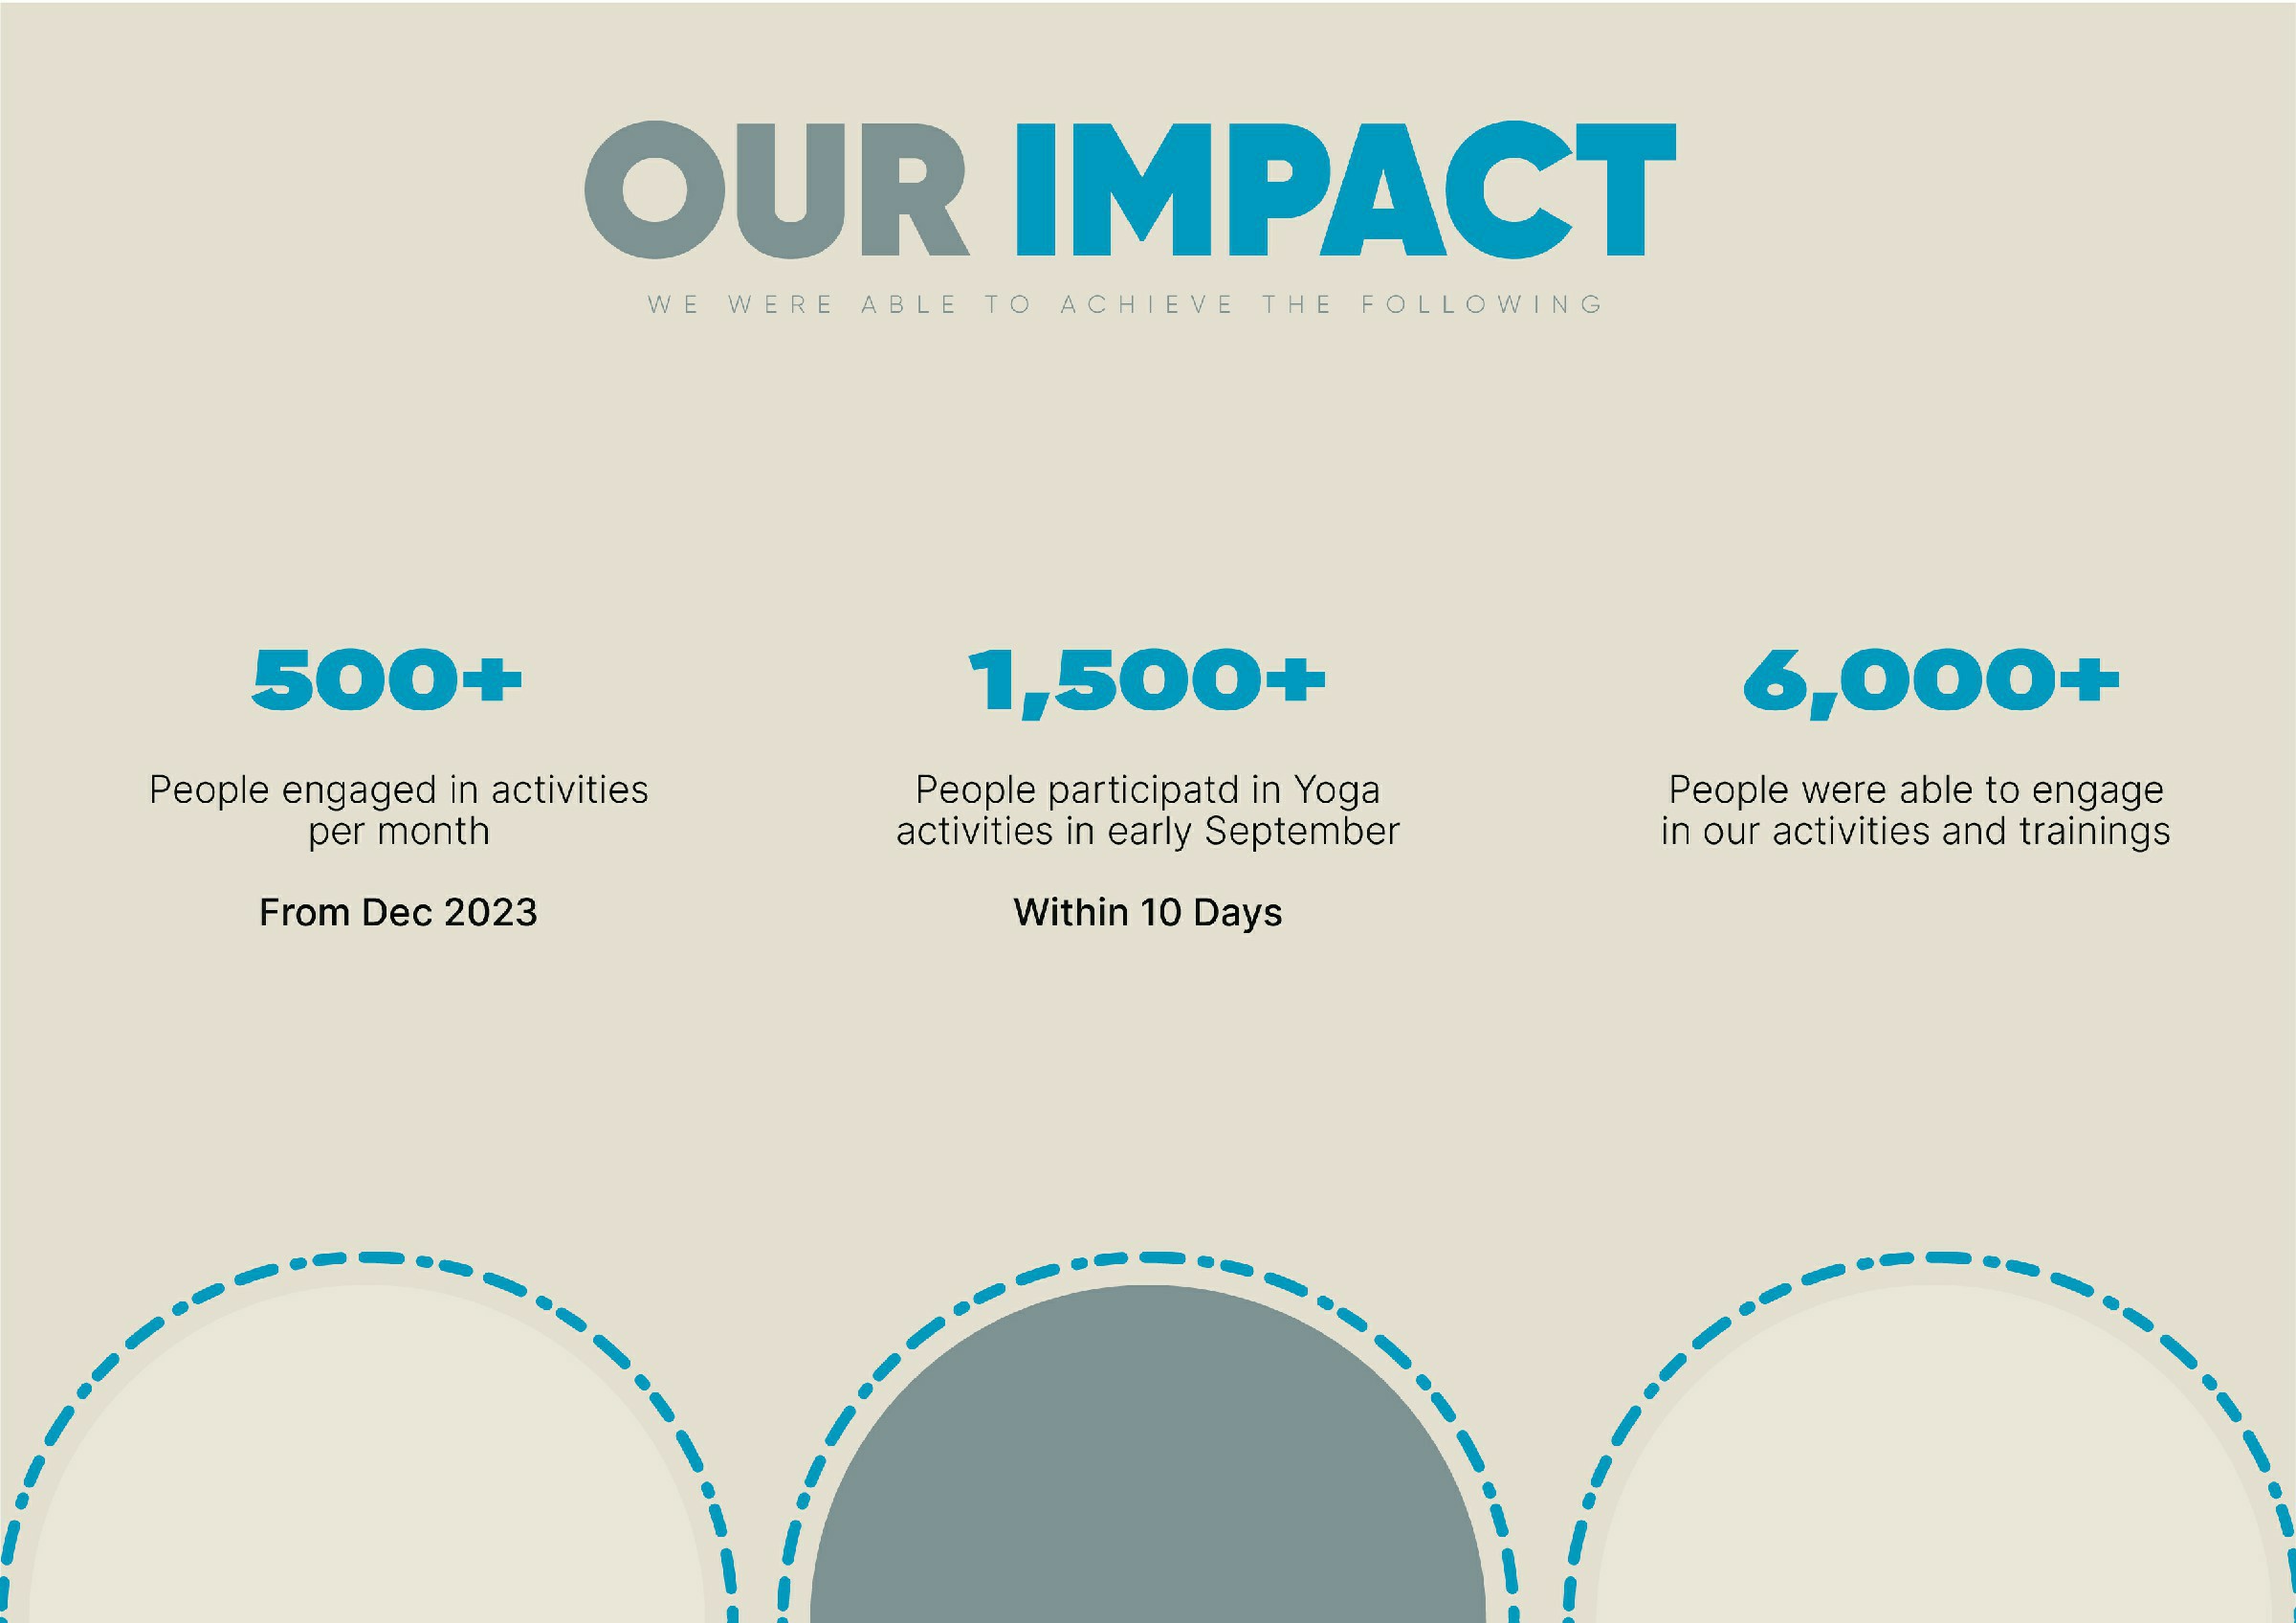 OUR IMPACT
WE WERE ABLE TO ACHIEVE THE FOLLOWING
500+
People engaged in activities
per month
From Dec 2023
1,500+
People participatd in Yoga
activities in early September
Within 10 Days
6,000+
People were able to engage
in our activities and trainings